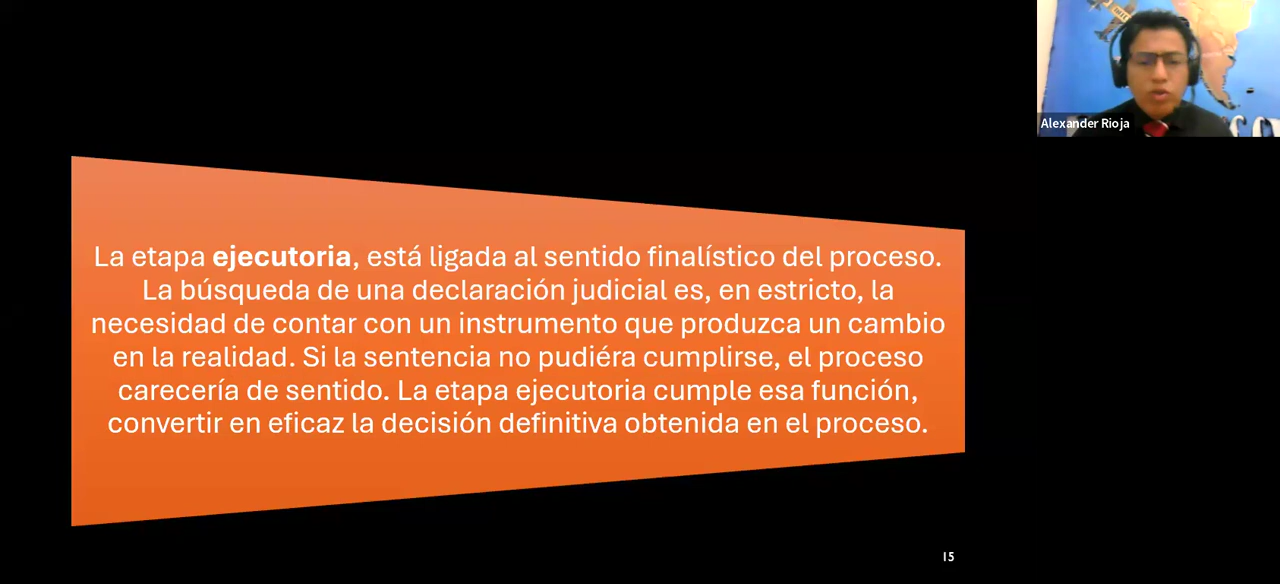 Alexander Rioja
La etapa ejecutoria, está ligada al sentido finalístico del proceso.
La búsqueda de una declaración judicial es, en estricto, la
necesidad de contar con un instrumento que produzca un cambio
en la realidad. Si la sentencia no pudiéra cumplirse, el proceso
carecería de sentido. La etapa ejecutoria cumple esa función,
convertir en eficaz la decisión definitiva obtenida en el proceso.
15